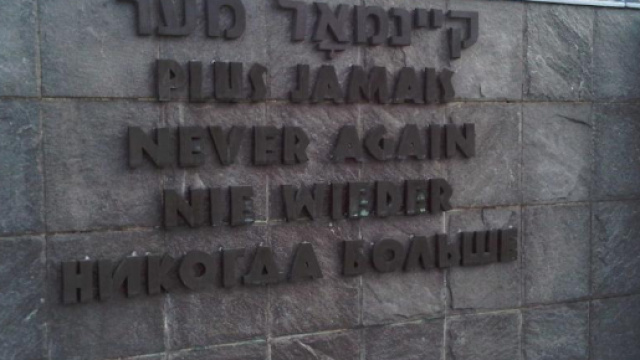 קיינמאָל מער
PLUS JAMAIS
NEVER AGAIN
NIE WIEDER
НИКОГДА БОЛЬШЕ